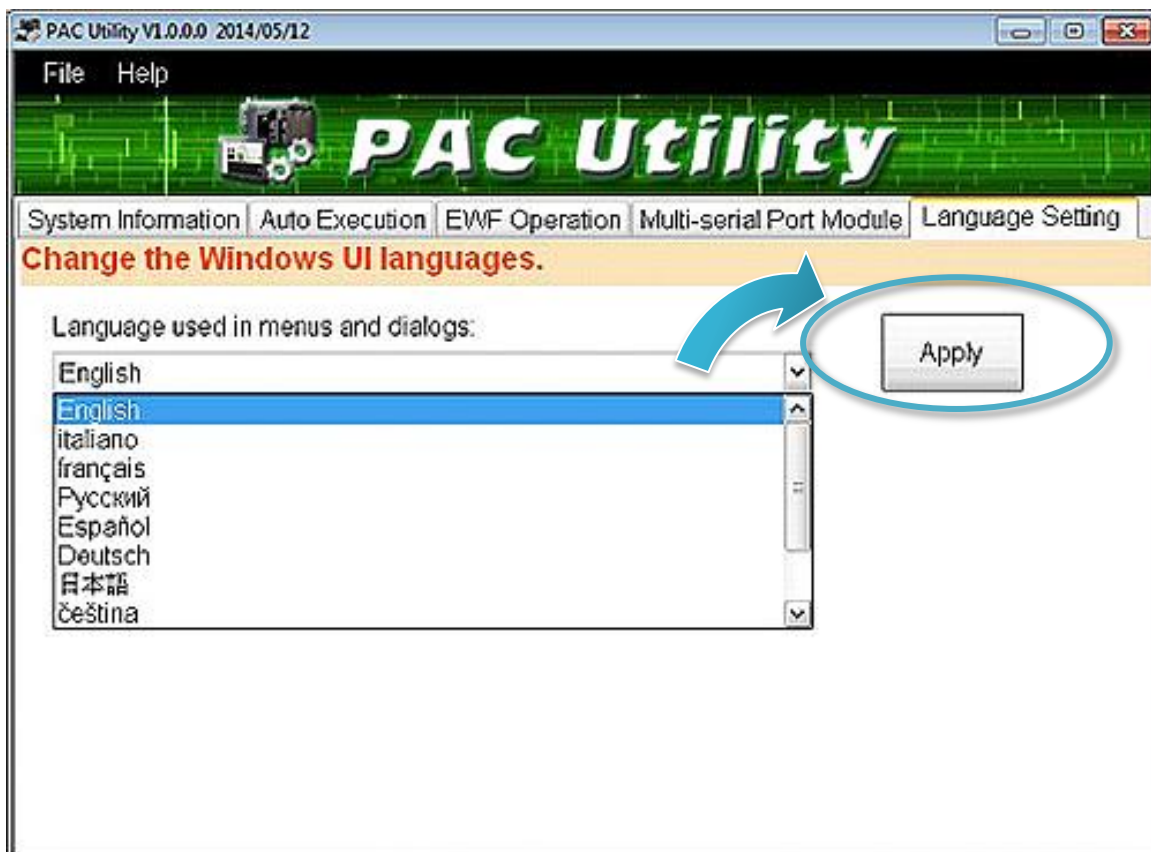 PAC Utility V1.0.0.0 2014/05/12
File Help
PAC Utility
System Information Auto Execution EWF Operation Multi-serial Port Module Language Setting
Change the Windows UI languages.
Language used in menus and dialogs:
English
Apply
English
italiano
français
Русский
Español
Deutsch
日本語
čeština